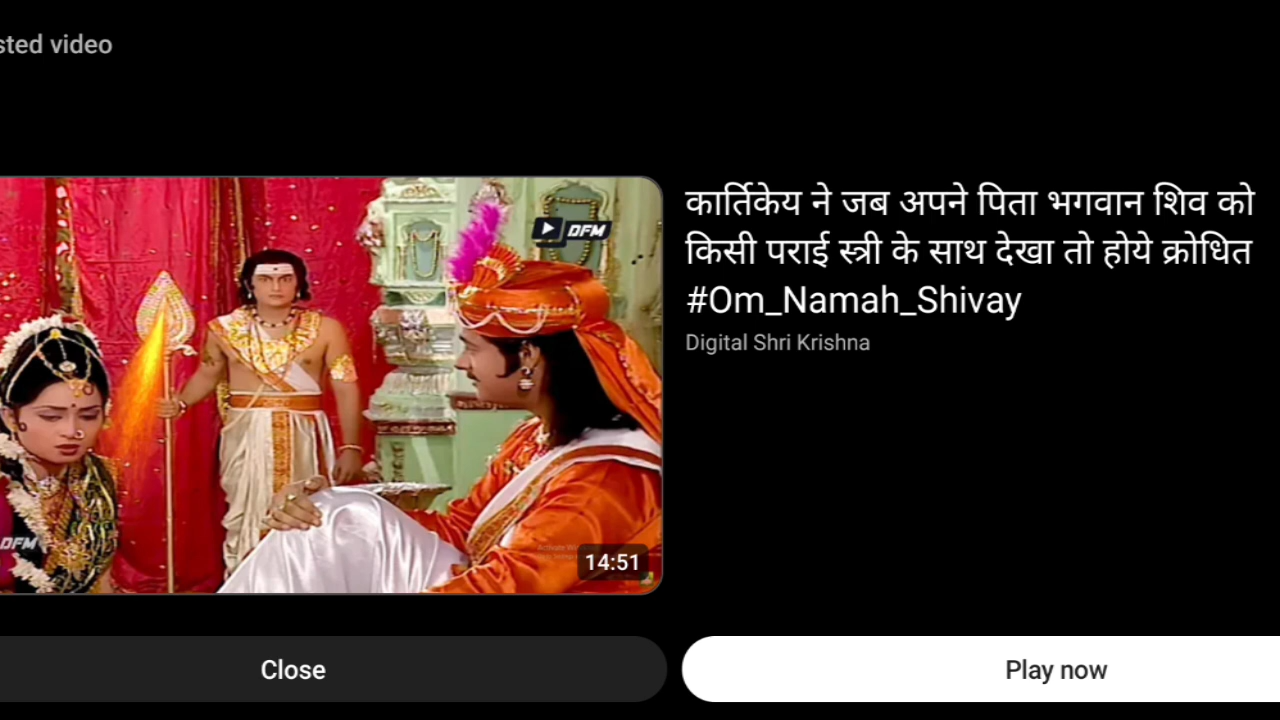 sted video
DFM
कार्तिकेय ने जब अपने पिता भगवान शिव को
किसी पराई स्त्री के साथ देखा तो होये क्रोधित
#Om_Namah_Shivay
Digital Shri Krishna
DFM
14:51
Close
Play now